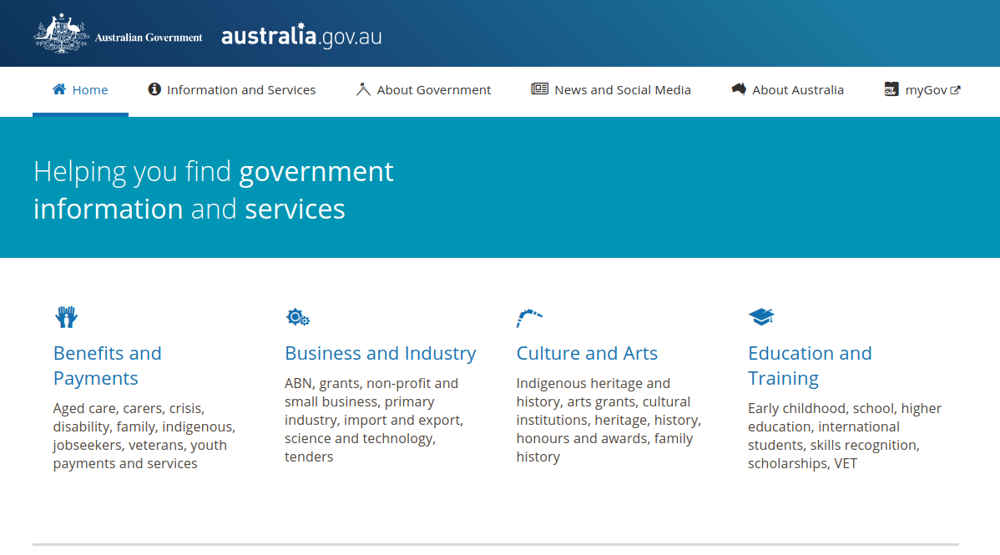 Australian Government australia.gov.au
Home Information and Services About Government News and Social Media About Australia my GOV myGov
Helping you find government
information and services
Benefits and
Payments
Aged care, carers, crisis,
disability, family, indigenous,
jobseekers, veterans, youth
payments and services
Business and Industry
ABN, grants, non-profit and
small business, primary
industry, import and export,
science and technology,
tenders
Culture and Arts
Indigenous heritage and
history, arts grants, cultural
institutions, heritage, history,
honours and awards, family
history
Education and
Training
Early childhood, school, higher
education, international
students, skills recognition,
scholarships, VET